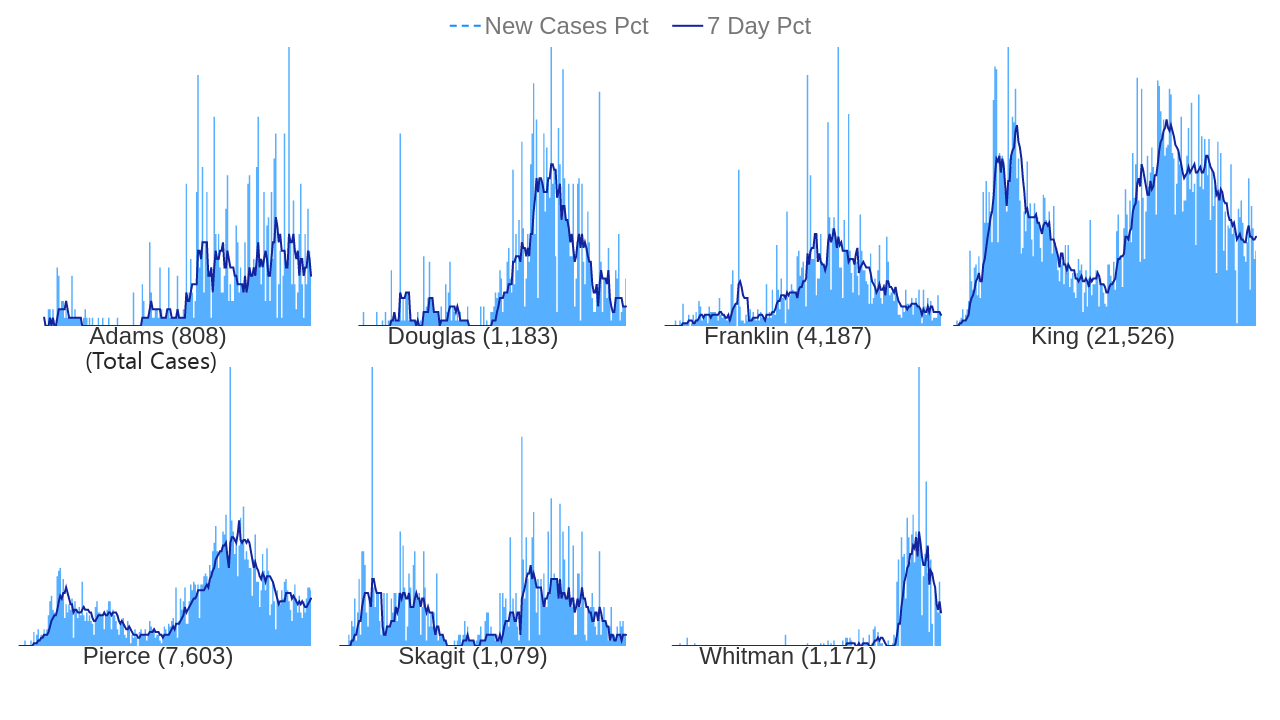 New Cases Pct 7 Day Pct
Adams (808)
(Total Cases)
Douglas (1,183)
Franklin (4,187)
King (21,526)
Pierce (7,603)
Skagit (1,079)
Whitman (1,171)